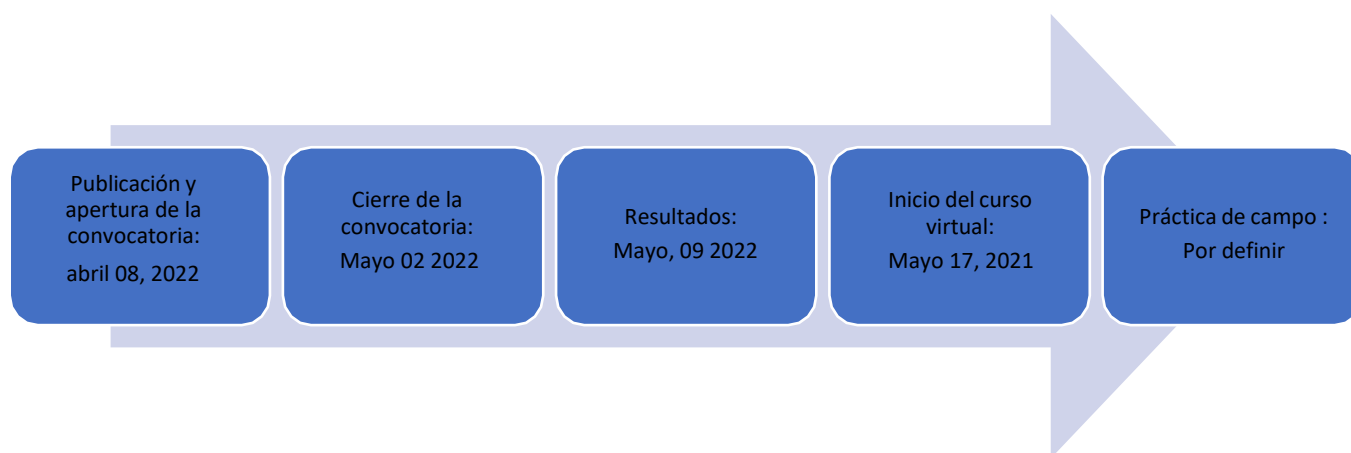 Publicación y
apertura de la
convocatoria:
abril 08, 2022
Cierre de la
convocatoria:
Mayo 02 2022
Resultados:
Mayo, 09 2022
Inicio del curso
virtual:
Mayo 17, 2021
Práctica de campo :
Por definir